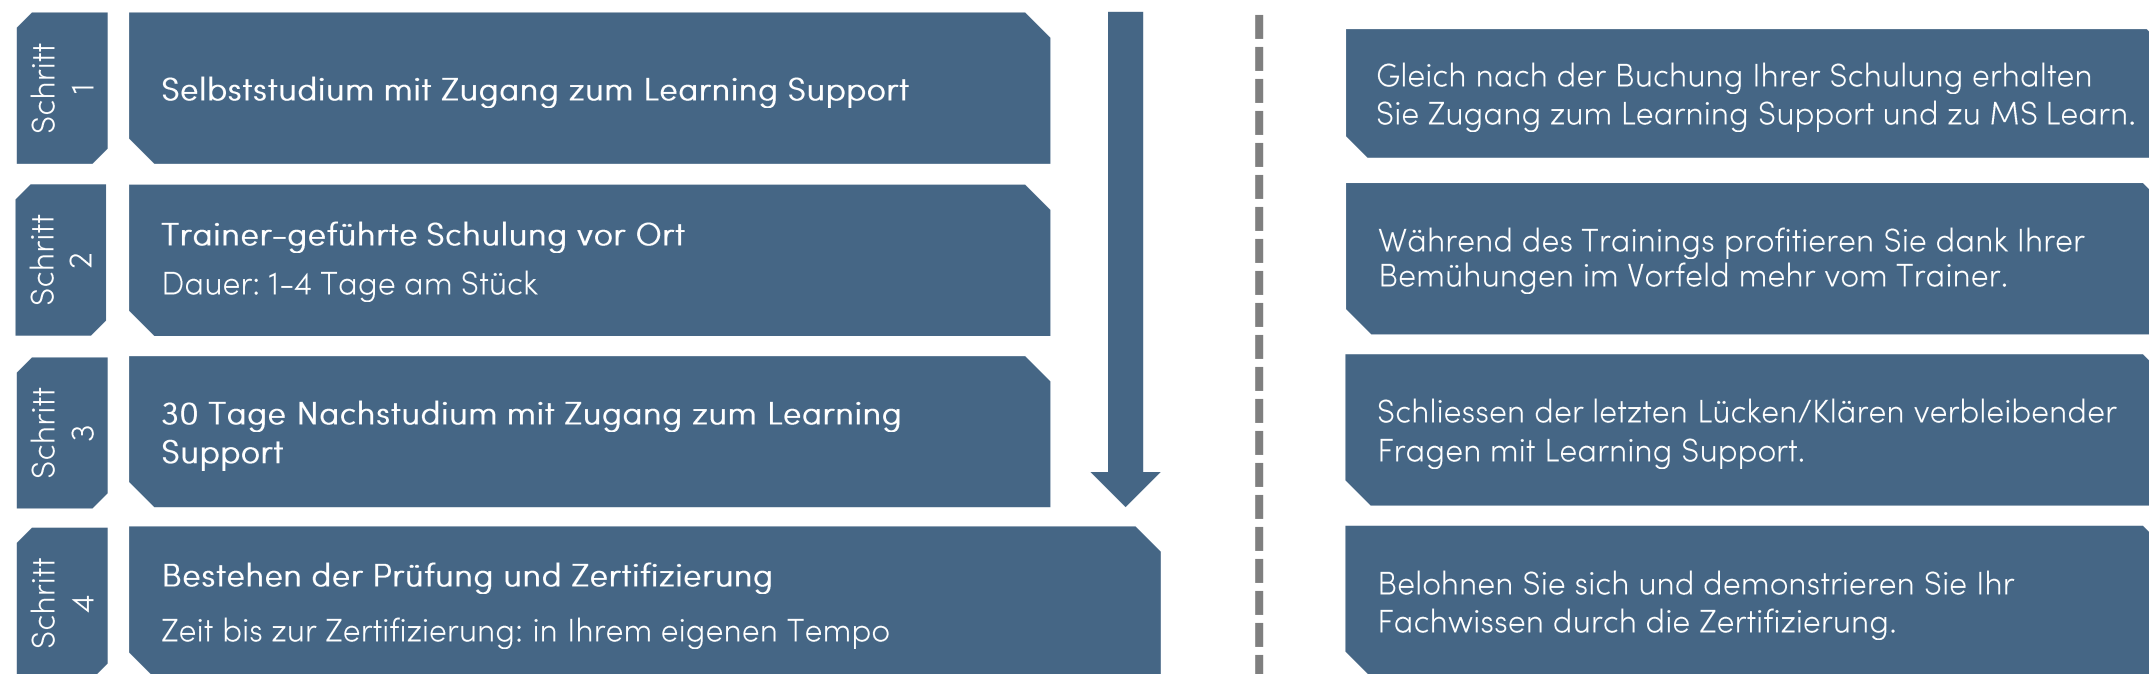 Schritt
1
Selbststudium mit Zugang zum Learning Support
Gleich nach der Buchung Ihrer Schulung erhalten
Sie Zugang zum Learning Support und zu MS Learn.
Schritt
2
Trainer-geführte Schulung vor Ort
Dauer: 1-4 Tage am Stück
Während des Trainings profitieren Sie dank Ihrer
Bemühungen im Vorfeld mehr vom Trainer.
Schritt
3
30 Tage Nachstudium mit Zugang zum Learning
Support
Schliessen der letzten Lücken/Klären verbleibender
Fragen mit Learning Support.
Schritt
4
Bestehen der Prüfung und Zertifizierung
Zeit bis zur Zertifizierung: in Ihrem eigenen Tempo
Belohnen Sie sich und demonstrieren Sie Ihr
Fachwissen durch die Zertifizierung.